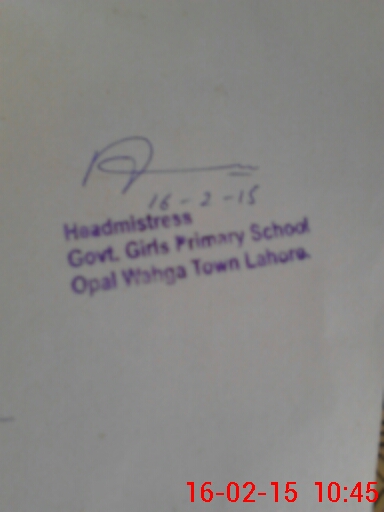 16-2-15
Headmistress
Govt. Girls Primary School
Opal Wahga Town Lahore.
16-02-15 10:45